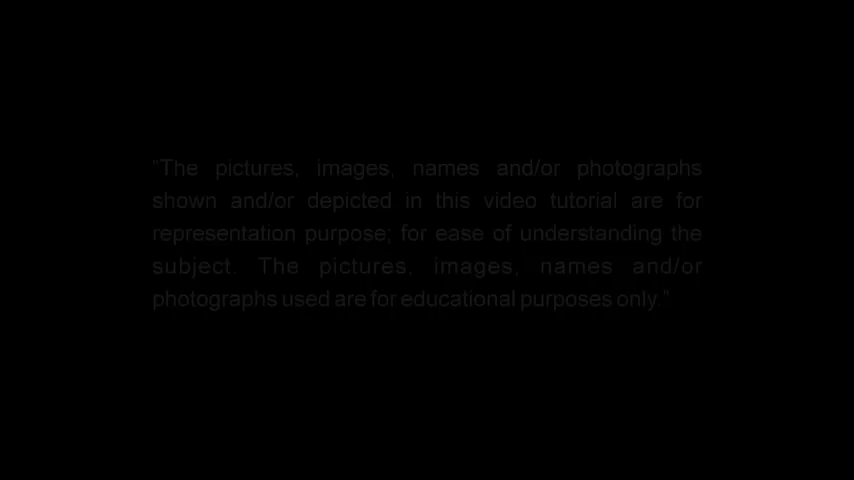 "The pictures, images, names and/or photographs
shown and/or depicted in this video tutorial are for
representation purpose; for ease of understanding the
subject. The pictures, images, names and/or
photographs used are for educational purposes only."